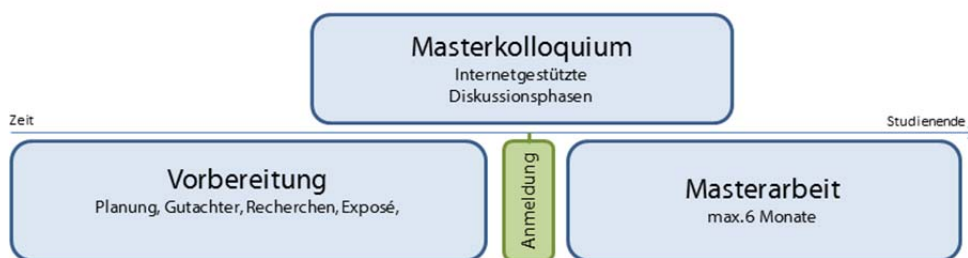 Masterkolloquium
Internetgestützte
Diskussionsphasen
Zeit
Studienende
Vorbereitung
Planung, Gutachter, Recherchen, Exposé,
Anmeldung
Masterarbeit
max.6 Monate